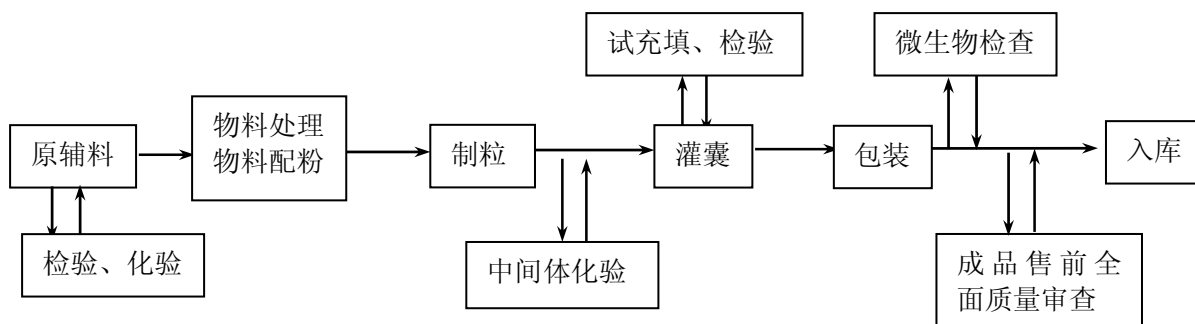 试充填、检验
微生物检查
原辅料
物料处理
物料配粉
制粒
灌囊
包装
入库
检验、化验
中间体化验
成品售前全
面质量审查